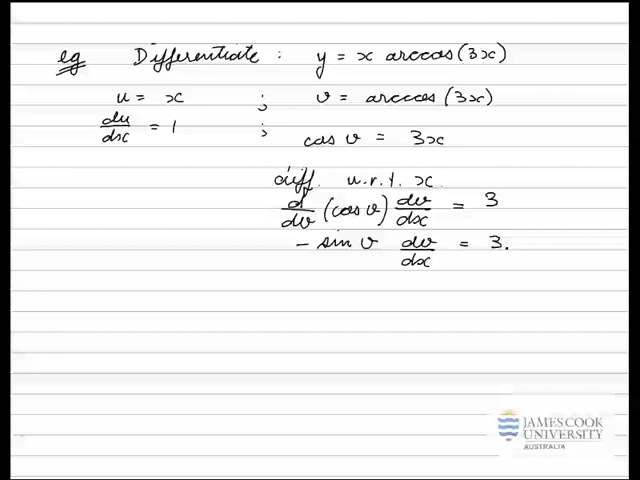 eg Differentiate : y = x arccos(3x)
u = x ; v = arccos(3x)
du/dx = 1 ; cos v = 3x
diff. w.r.t. x.
d/dv (cos v) dv/dx = 3
- sin v dv/dx = 3.
JAMES COOK
UNIVERSITY
AUSTRALIA